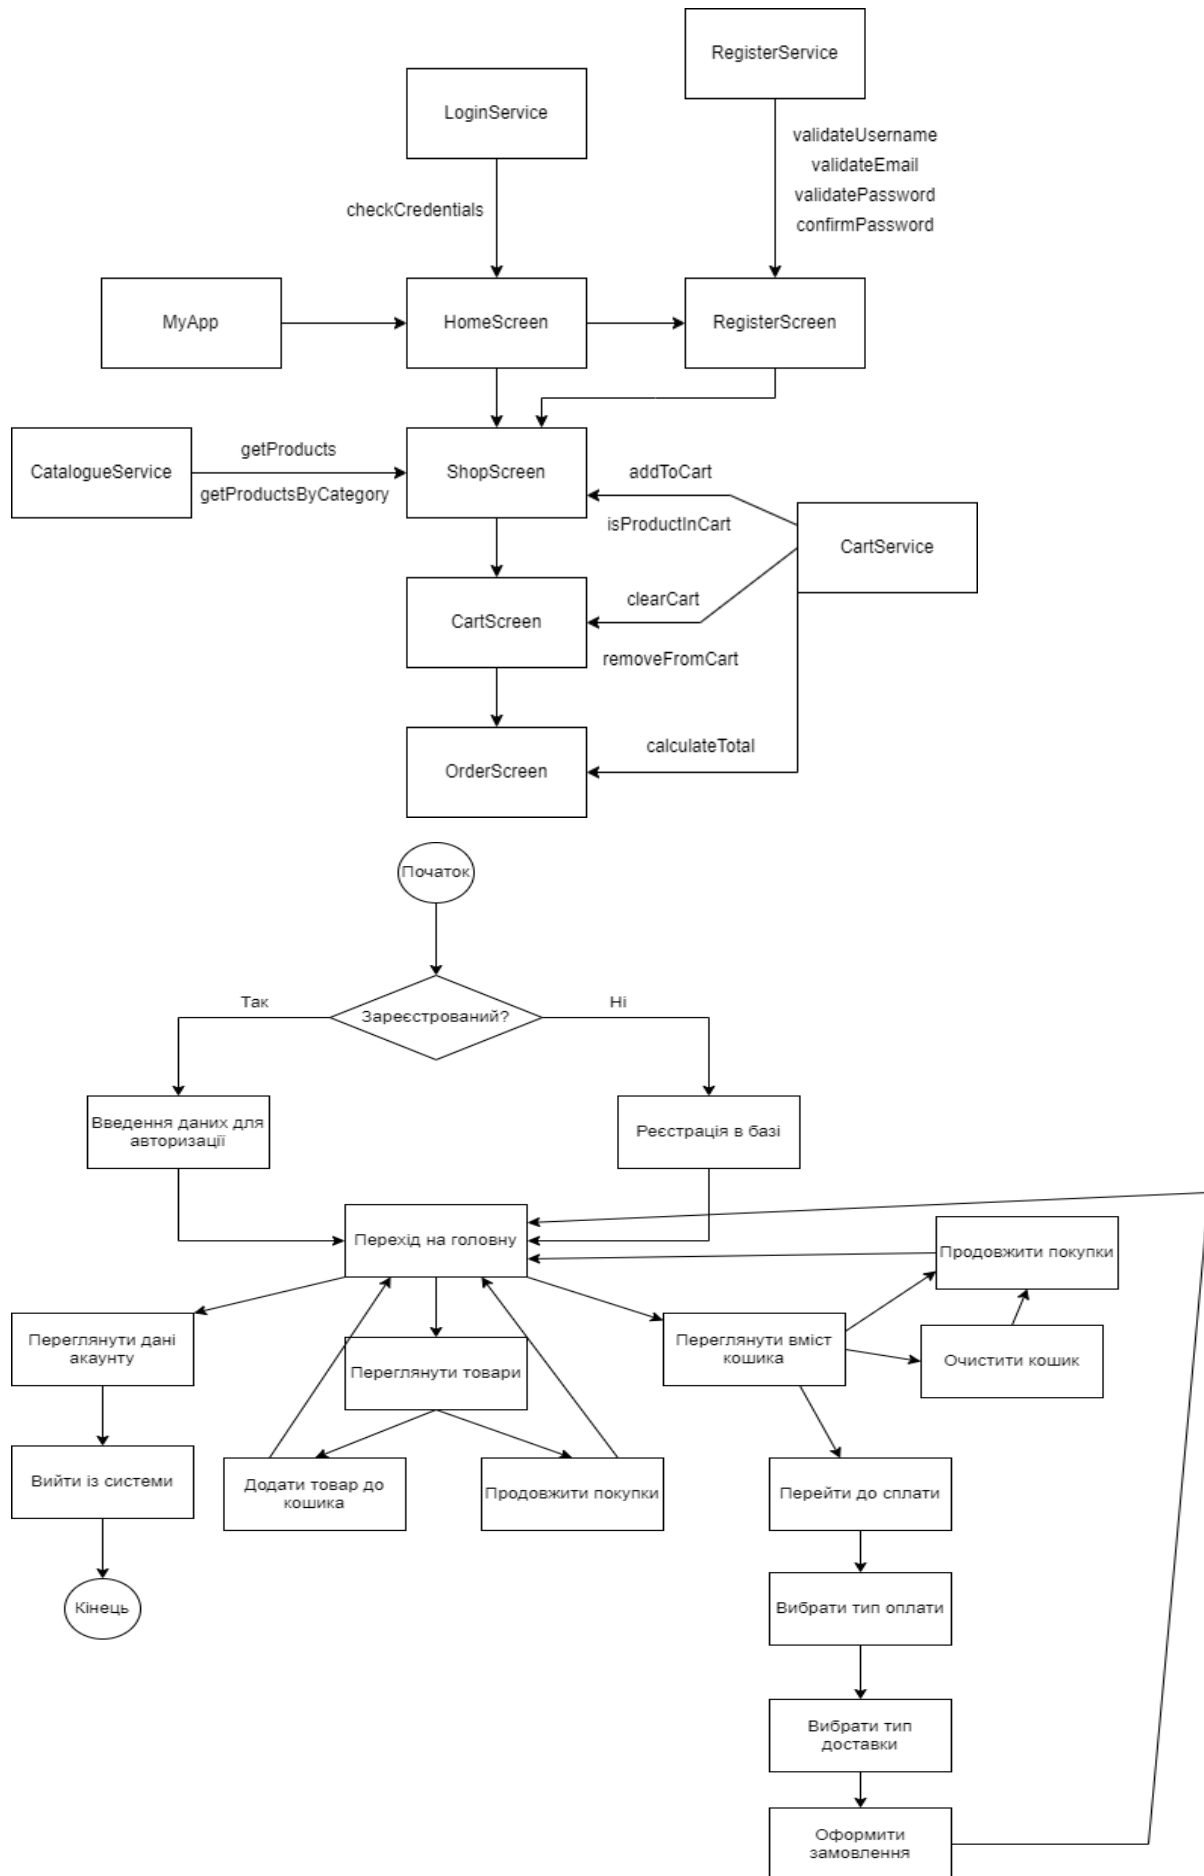 RegisterService
LoginService
validateUsername
validateEmail
validatePassword
confirmPassword
checkCredentials
MyApp
HomeScreen
RegisterScreen
CatalogueService
getProducts
getProductsByCategory
ShopScreen
addToCart
isProductInCart
CartService
CartScreen
clearCart
removeFromCart
OrderScreen
calculateTotal
Початок
Зареєстрований?
Так
Ні
Введення даних для
авторизації
Реєстрація в базі
Перехід на головну
Продовжити покупки
Переглянути дані
акаунту
Переглянути товари
Переглянути вміст
кошика
Очистити кошик
Вийти із системи
Додати товар до
кошика
Продовжити покупки
Перейти до сплати
Кінець
Вибрати тип оплати
Вибрати тип
доставки
Оформити
замовлення